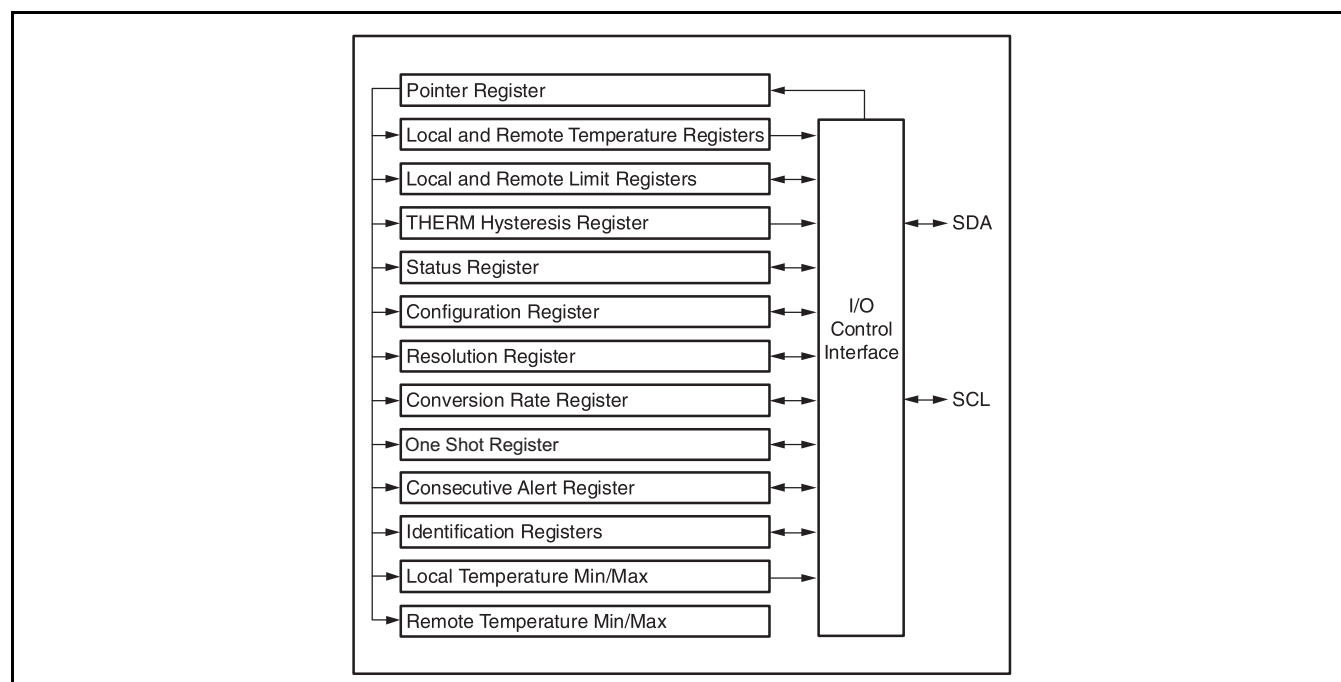 Pointer Register
Local and Remote Temperature Registers
Local and Remote Limit Registers
THERM Hysteresis Register
SDA
Status Register
Configuration Register
I/O
Control
Interface
Resolution Register
Conversion Rate Register
SCL
One Shot Register
Consecutive Alert Register
Identification Registers
Local Temperature Min/Max
Remote Temperature Min/Max